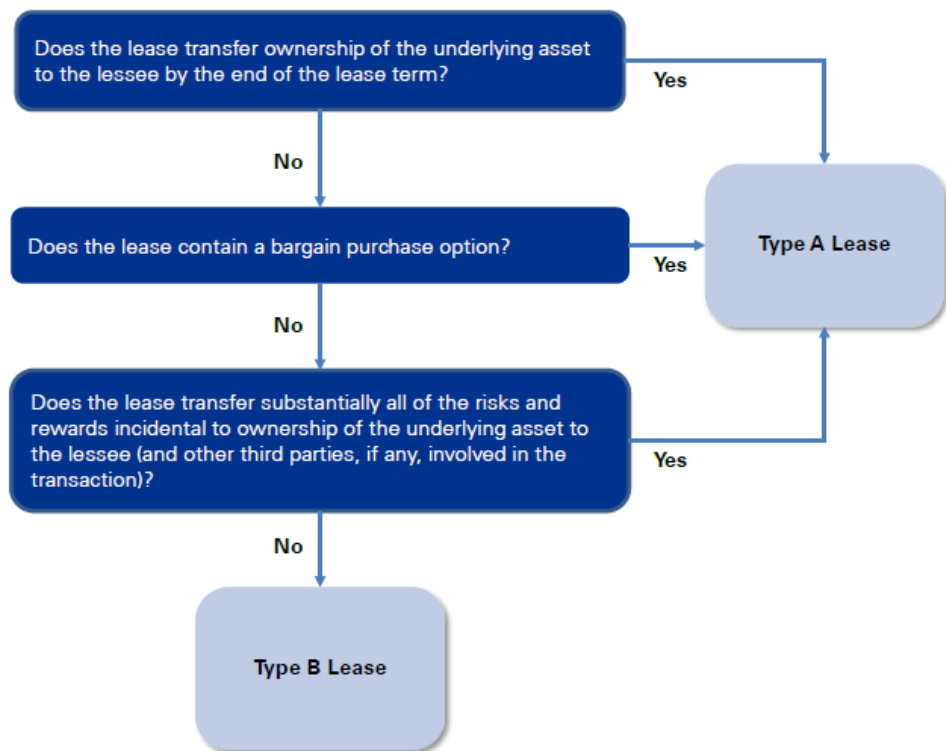 Does the lease transfer ownership of the underlying asset
to the lessee by the end of the lease term?
Yes
No
Does the lease contain a bargain purchase option?
Yes
Type A Lease
No
Does the lease transfer substantially all of the risks and
rewards incidental to ownership of the underlying asset to
the lessee (and other third parties, if any, involved in the
transaction)?
Yes
No
Type B Lease